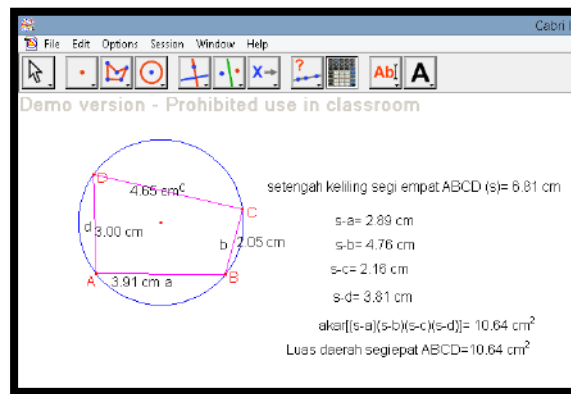 Cabri I
File Edit Options Session Window Help
X→ ? Ab A
Demo version - Prohibited use in classroom
D
4.65 cm c
setengah keliling segi empat ABCD (s)= 6.81 cm
C
s-a= 2.89 cm
d 3.00 cm
b 2.05 cm
s-b= 4.76 cm
s-c= 2.16 cm
A 3.91 cm a B
s-d= 3.81 cm
akar[(s-a)(s-b)(s-c)(s-d)]= 10.64 cm²
Luas daerah segiepat ABCD=10.64 cm²